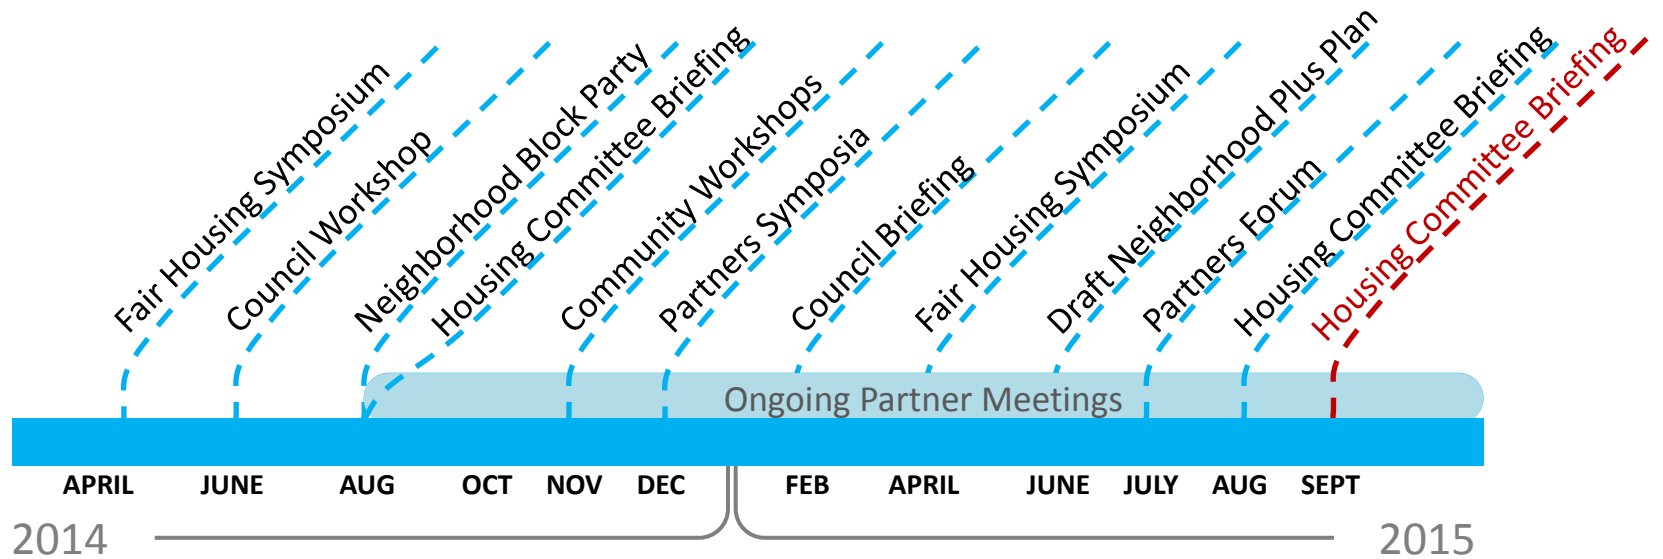 Fair Housing Symposium
Council Workshop
Neighborhood Block Party
Housing Committee Briefing
Community Workshops
Partners Symposia
Council Briefing
Fair Housing Symposium
Draft Neighborhood Plus Plan
Partners Forum
Housing Committee Briefing
Housing Committee Briefing
Ongoing Partner Meetings
APRIL JUNE AUG OCT NOV DEC FEB APRIL JUNE JULY AUG SEPT
2014 2015